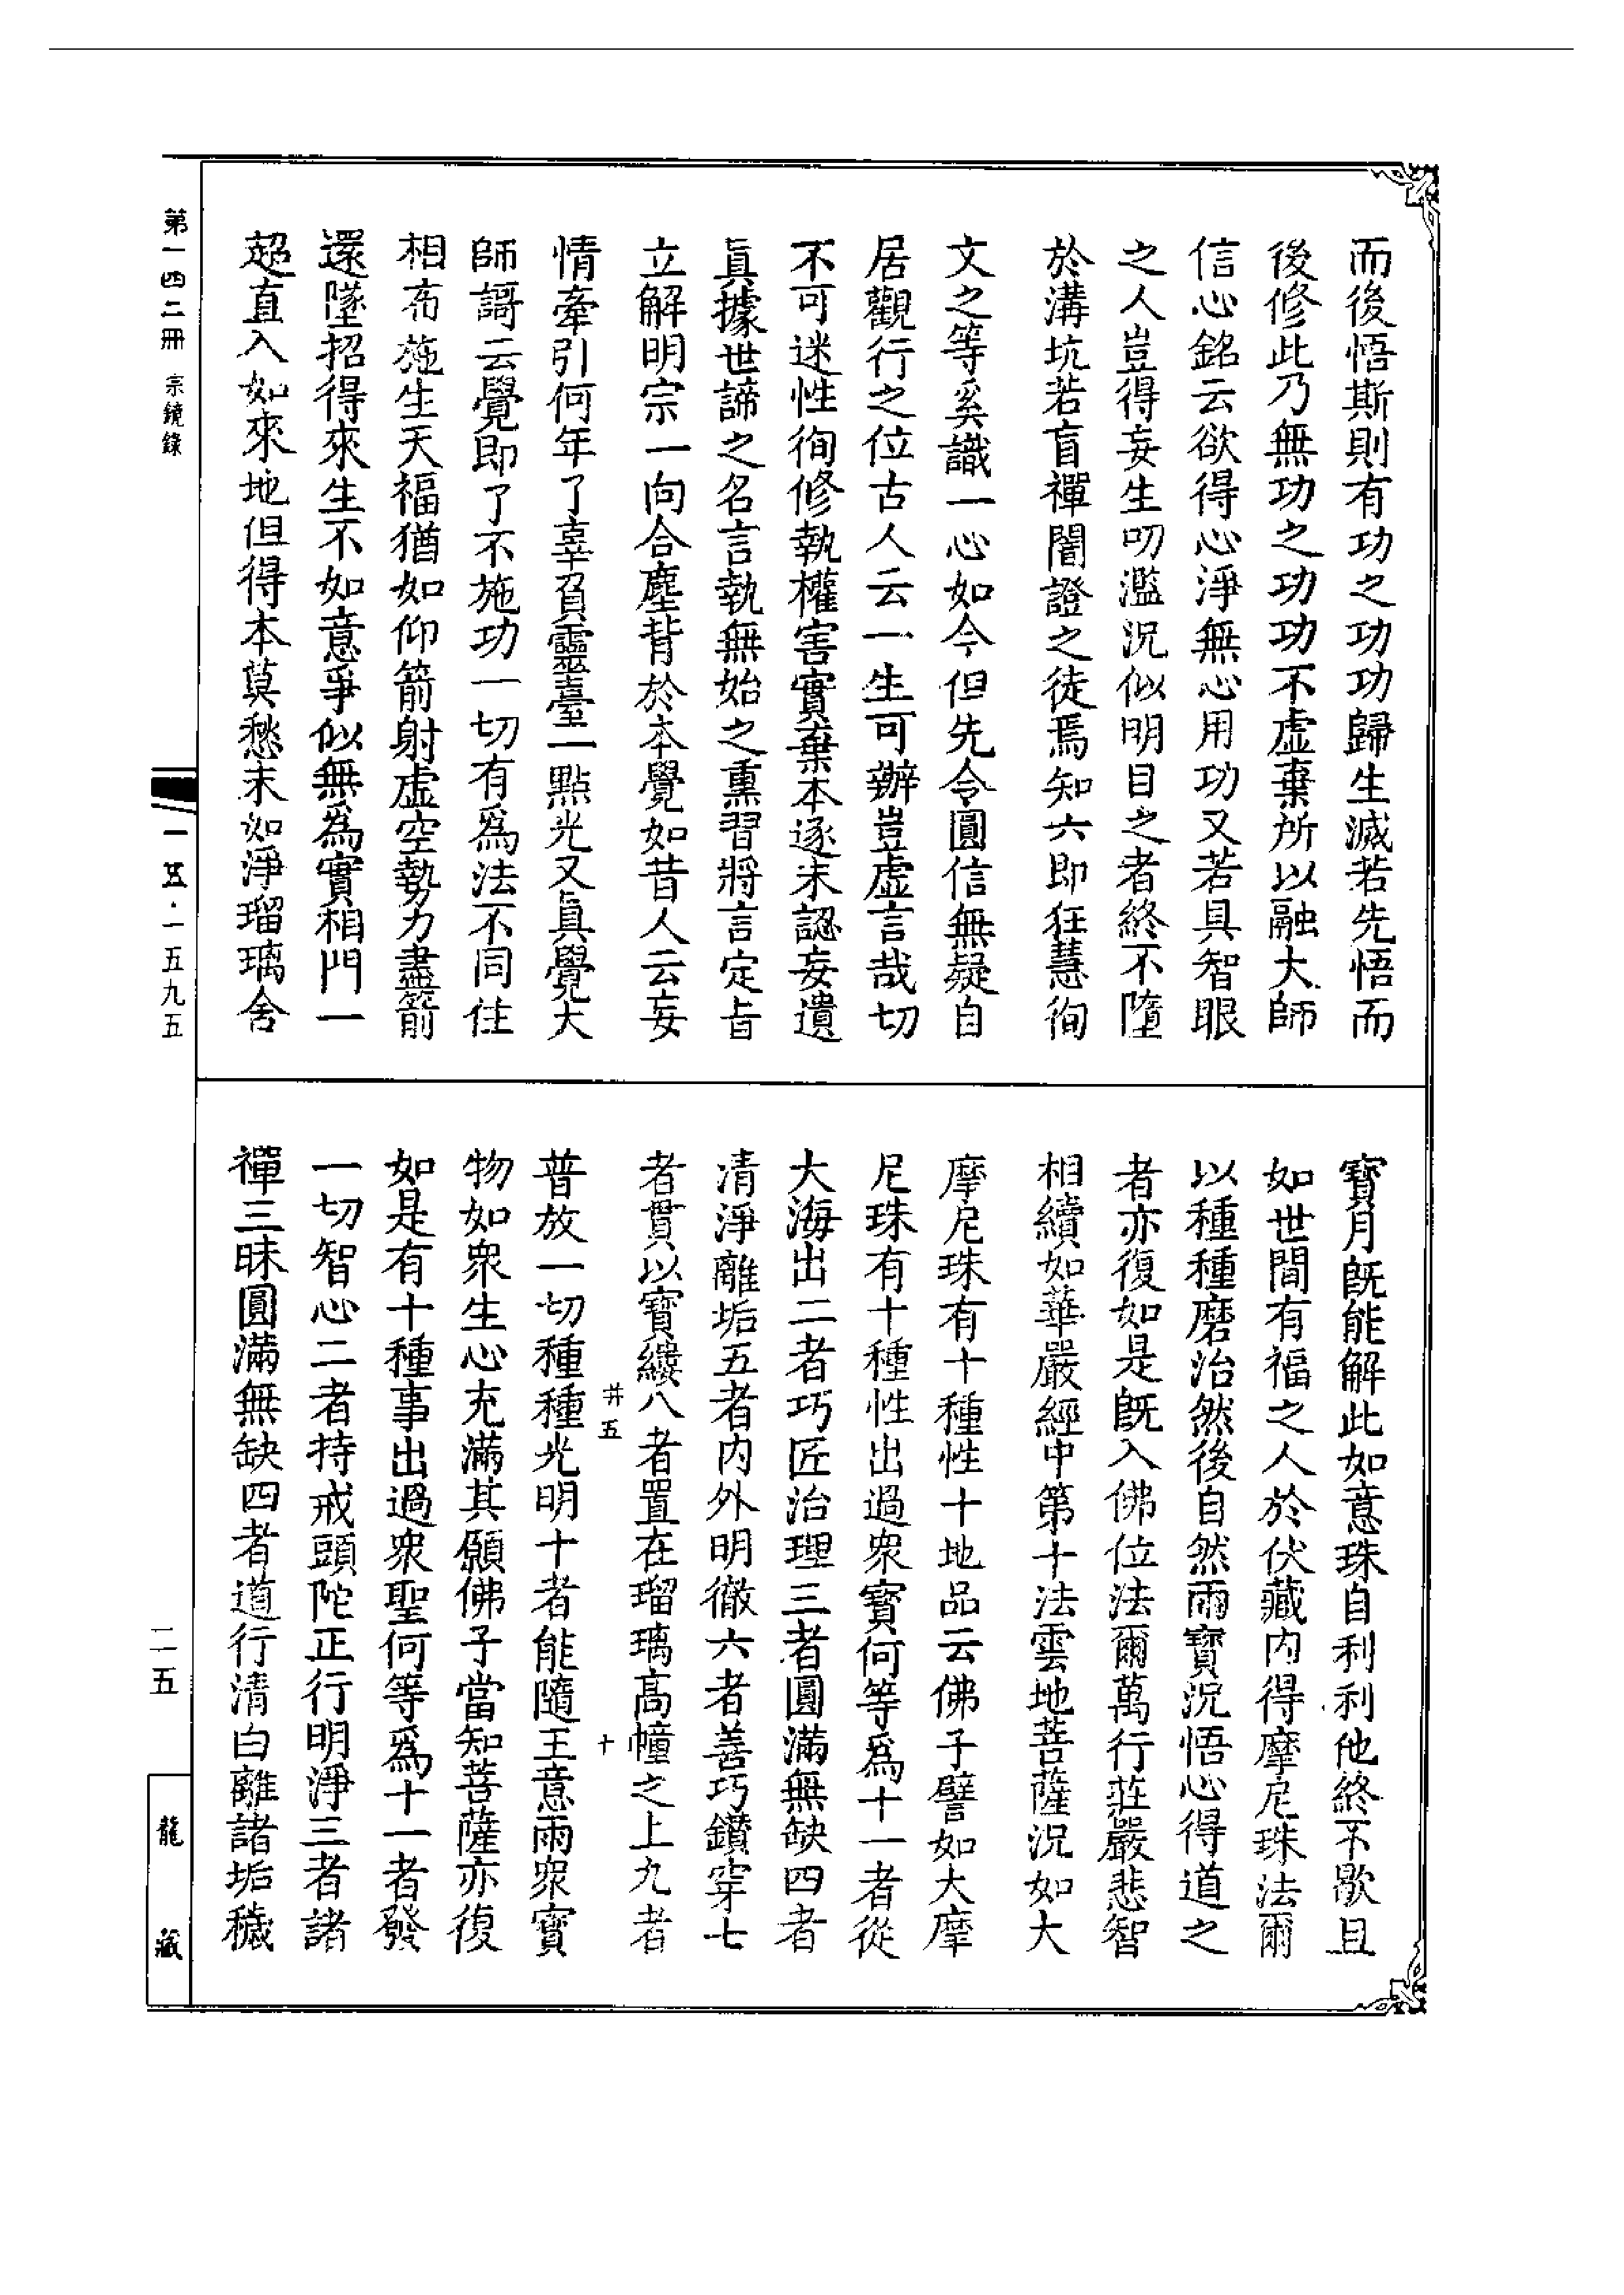 而後悟斯則有功之功功歸生滅若先悟而
後修此乃無功之功功不虛棄所以融大師
信心銘云欲得心淨無心用功又若具智眼
之人豈得妄生叨濫況似明目之者終不墮
於溝坑若盲禪闇證之徒焉知六即狂慧徇
文之等奚識一心如今但先令圓信無疑自
居觀行之位古人云一生可辦豈虛言哉切
不可迷性徇修執權害實棄本逐末認妄遺
真據世諦之名言執無始之熏習將言定旨
立解明宗一向合塵背於本覺如昔人云妄
情牽引何年了辜負靈臺一點光又真覺大
師謌云覺即了不施功一切有為法不同住
相布施生天福猶如仰箭射虛空勢力盡箭
還墜招得來生不如意爭似無為實相門一
超直入如來地但得本莫愁末如淨瑠璃含
寶月既能解此如意珠自利利他終不歇且
如世間有福之人於伏藏內得摩尼珠法爾
以種種磨治然後自然雨寶況悟心得道之
者亦復如是既入佛位法爾萬行莊嚴悲智
相續如華嚴經中第十法雲地菩薩況如大
摩尼珠有十種性十地品云佛子譬如大摩
尼珠有十種性出過眾寶何等為十一者從
大海出二者巧匠治理三者圓滿無缺四者
清淨離垢五者內外明徹六者善巧鑽穿七
者貫以寶縷八者置在瑠璃高幢之上九者
井五 十
普放一切種種光明十者能隨王意雨眾寶
物如眾生心充滿其願佛子當知菩薩亦復
如是有十種事出過眾聖何等為十一者發
一切智心二者持戒頭陀正行明淨三者諸
禪三昧圓滿無缺四者道行清白離諸垢穢
第一四二冊 宗鏡錄
一五·一五九五
二五
龍藏